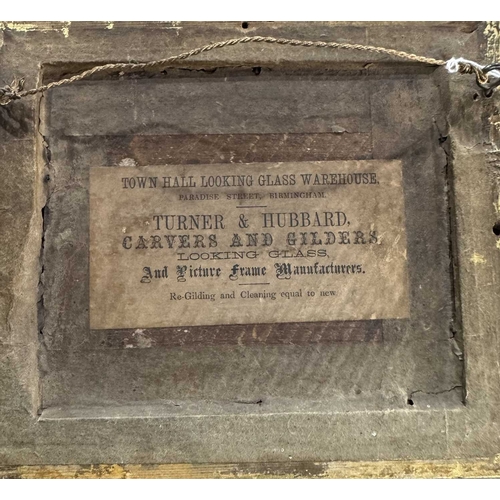 TOWN HALL LOOKING GLASS WAREHOUSE,
PARADISE STREET, BIRMINGHAM.
TURNER & HUBBARD,
CARVERS AND GILDERS,
LOOKING GLASS,
And Picture Frame Manufacturers.
Re-Gilding and Cleaning equal to new